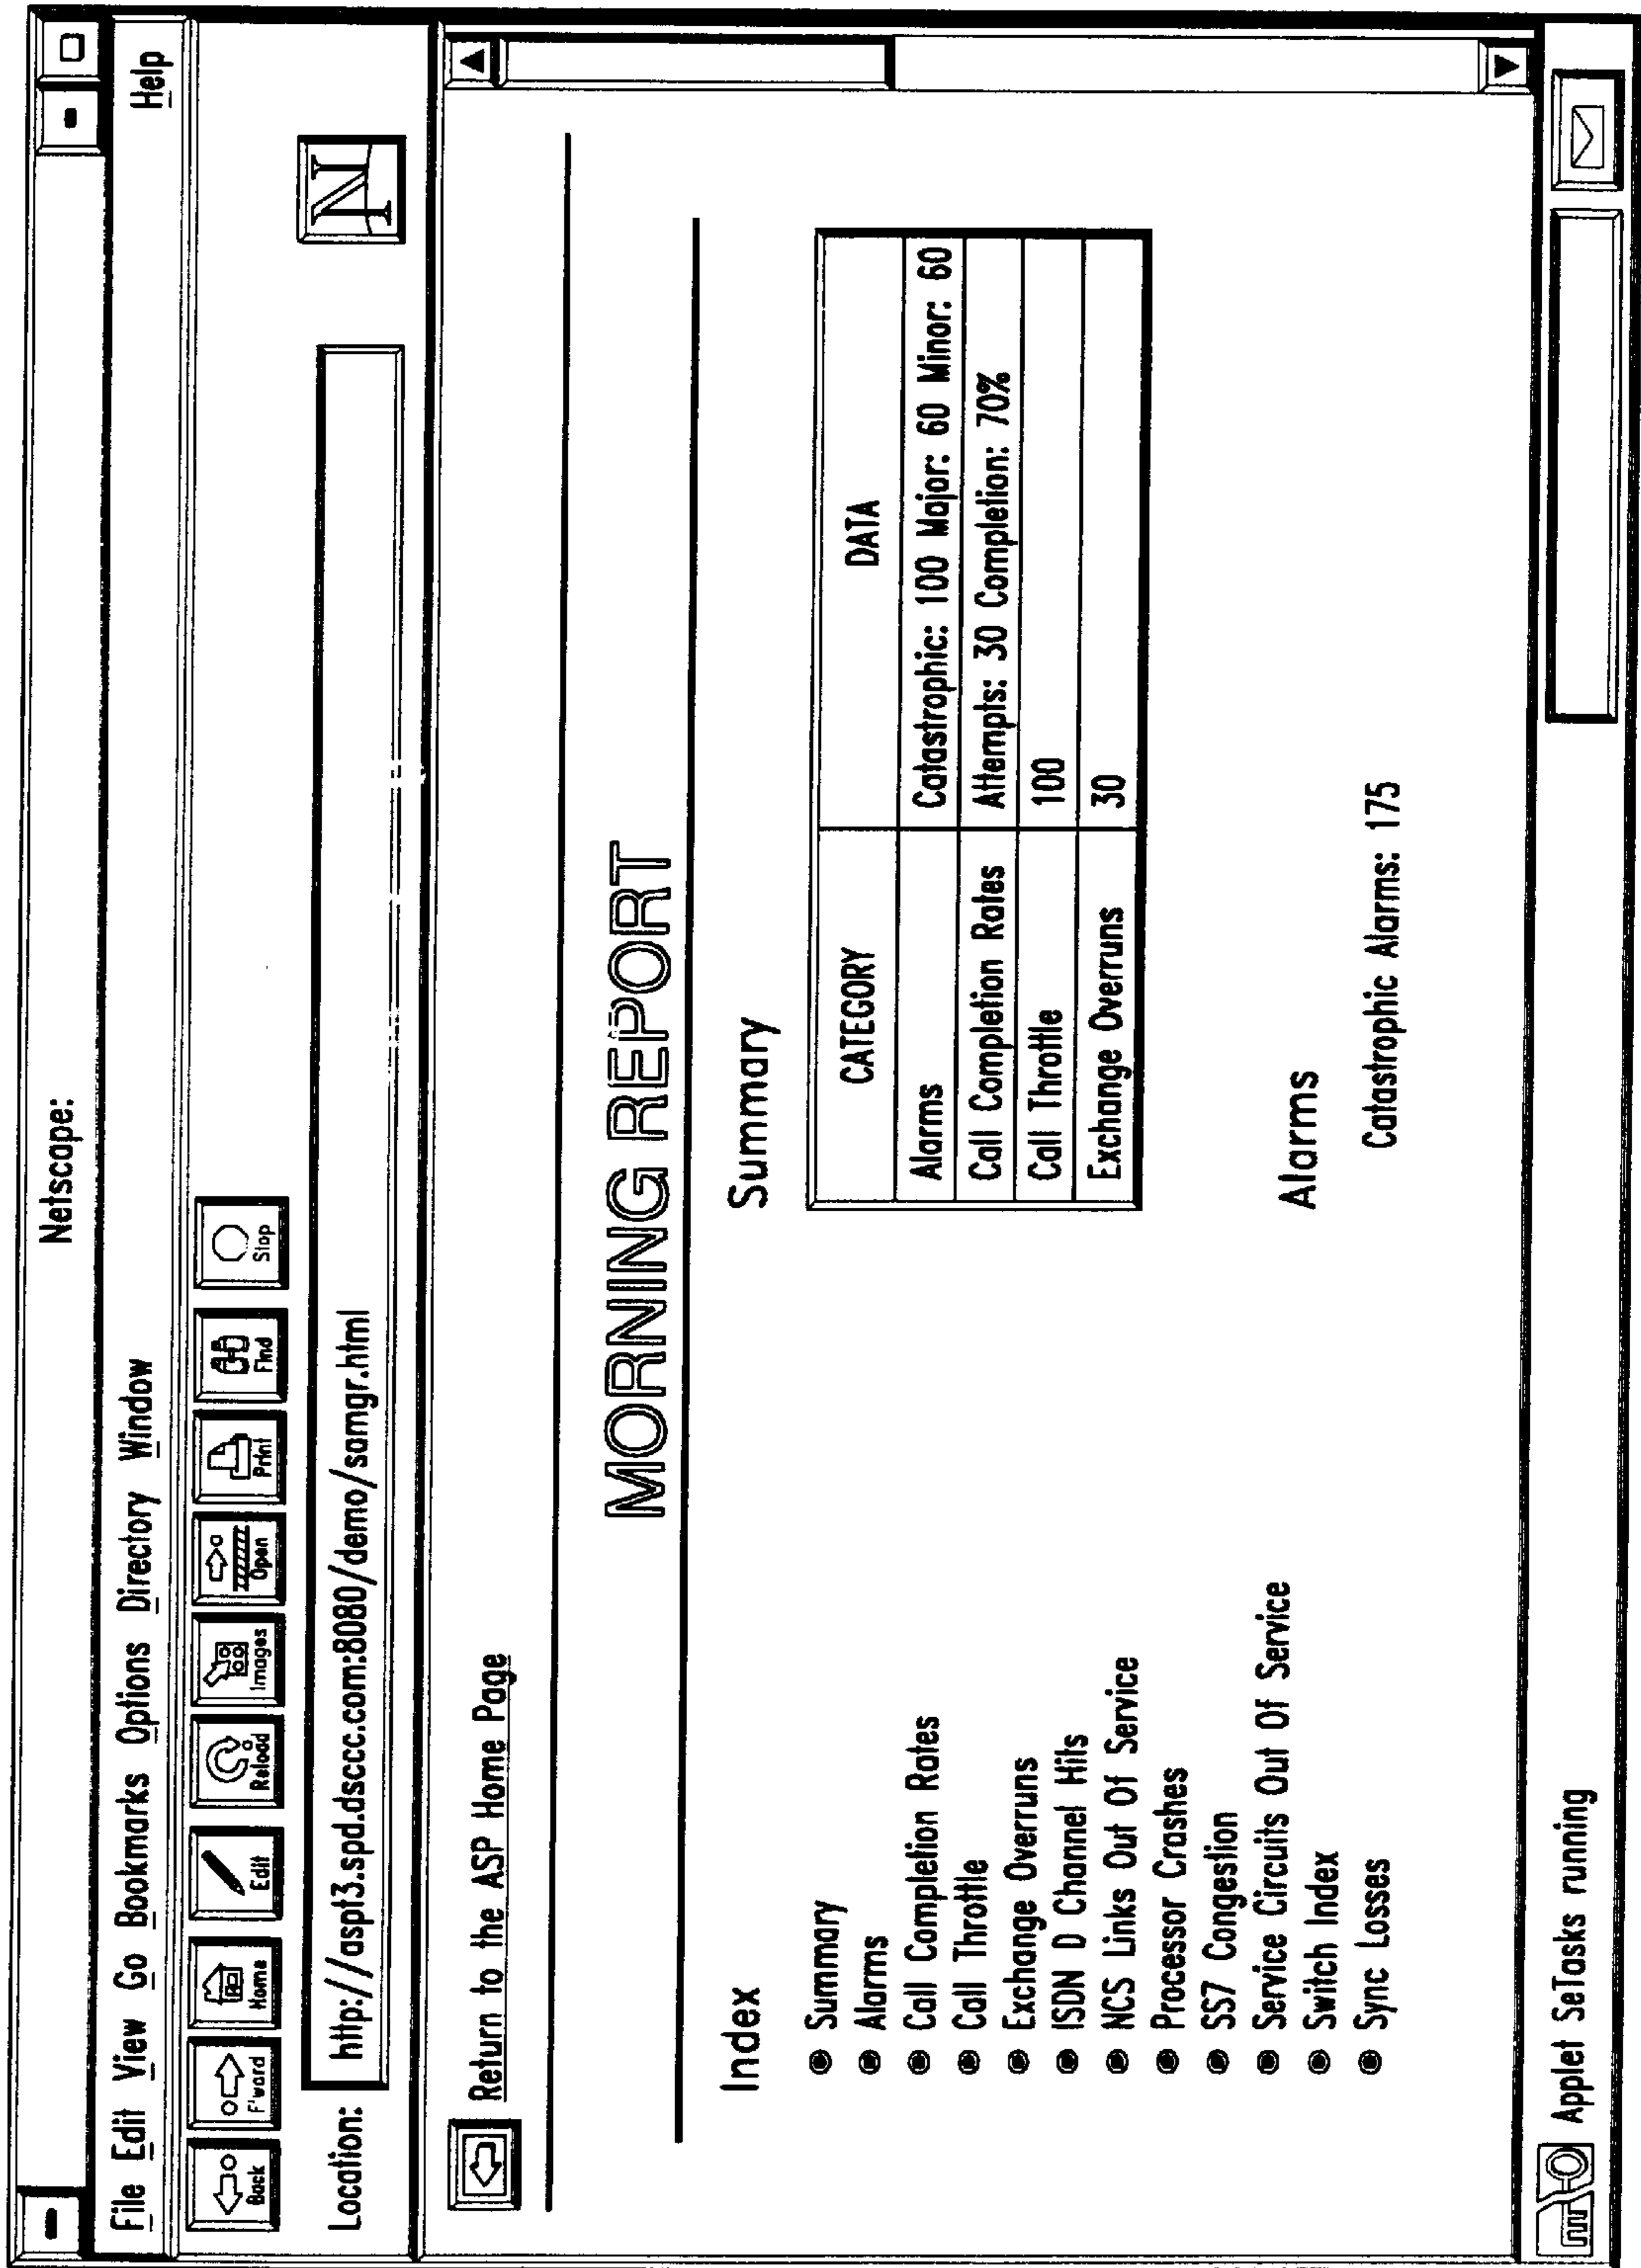 Netscape:
File Edit View Go Bookmarks Options Directory Window Help
Back F'ward Home Edit Reload Images Open Print Find Stop
Location: http://aspt3.spd.dsccc.com:8080/demo/samgr.html
N
Return to the ASP Home Page
MORNING REPORT
Index
Summary
Alarms
Call Completion Rates
Call Throttle
Exchange Overruns
ISDN D Channel Hits
NCS Links Out Of Service
Processor Crashes
SS7 Congestion
Service Circuits Out Of Service
Switch Index
Sync Losses
Summary
CATEGORY DATA
Alarms Catastrophic: 100 Major: 60 Minor: 60
Call Completion Rates Attempts: 30 Completion: 70%
Call Throttle 100
Exchange Overruns 30
Alarms
Catastrophic Alarms: 175
Applet SeTasks running